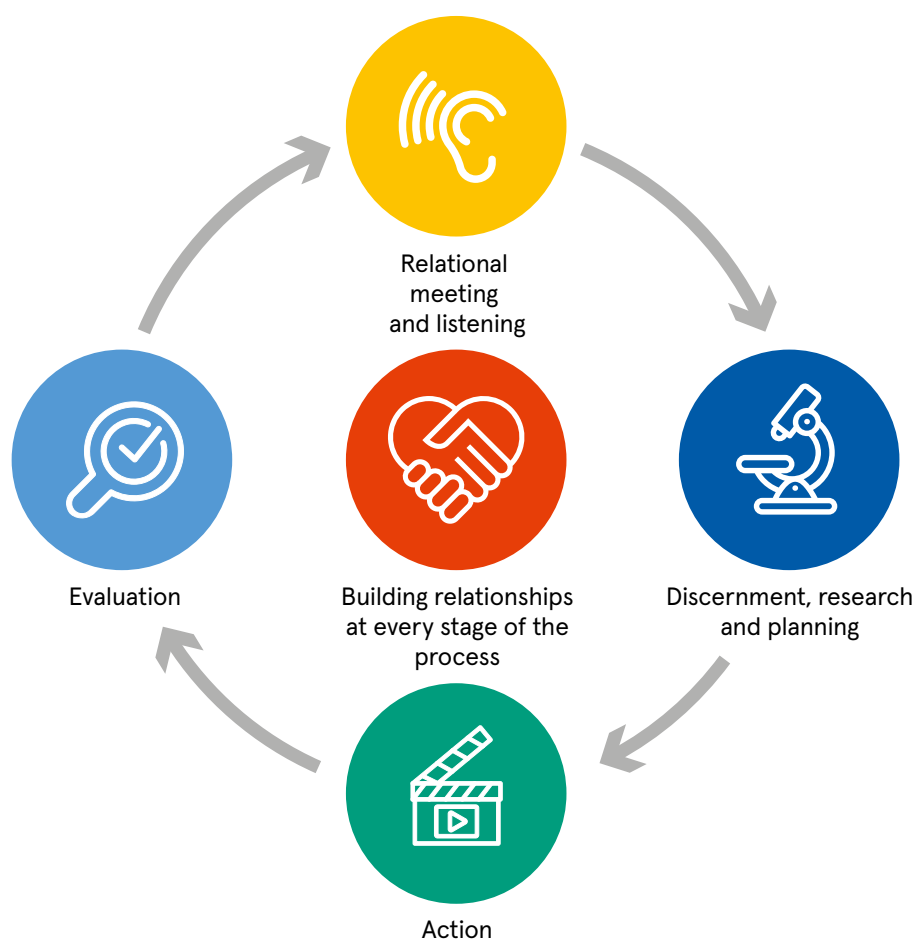 Relational
meeting
and listening
Evaluation
Building relationships
at every stage of the
process
Discernment, research
and planning
Action